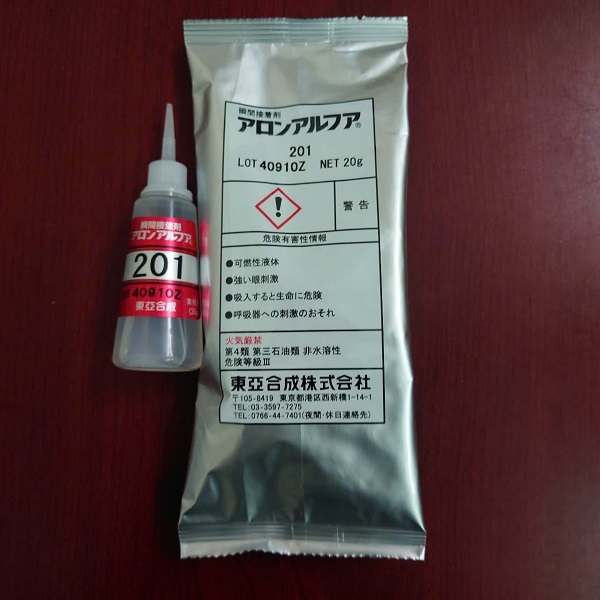 瞬間接着剤
アロンアルフア®
201
LOT 40910Z NET 20g
警告
危険有害性情報
●可燃性液体
●強い眼刺激
●吸入すると生命に危険
●呼吸器への刺激のおそれ
火気厳禁
第4類 第三石油類 非水溶性
危険等級Ⅲ
東亞合成株式会社
〒105-8419 東京都港区西新橋1-14-1
TEL:03-3597-7275
TEL:0766-44-7401(夜間・休日連絡先)
瞬間接着剤
アロンアルフア
201
40910Z
東亞合成